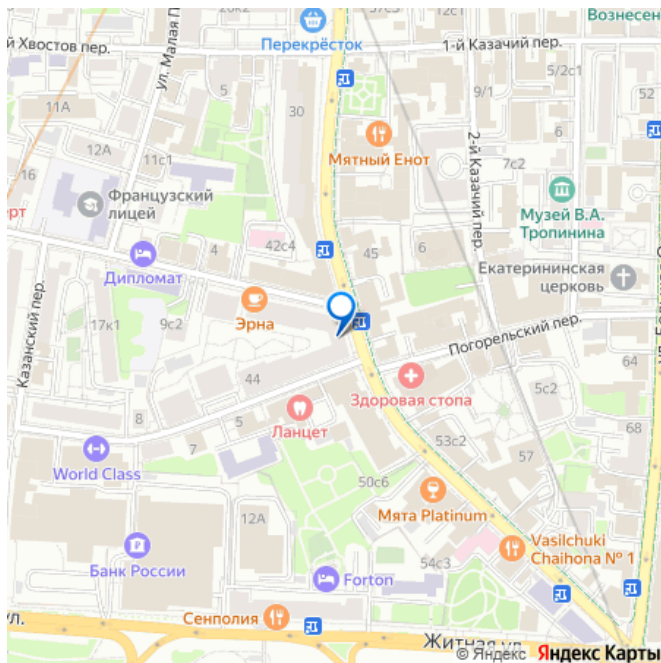 20к2
57с5
Вознесен
й Хвостов пер.
Перекрёсток
1-й Казачий пер.
ул. Малая П
5
5/2с1
52
11А
30
9/1
12А
6
11с1
Мятный Енот
2-й Казачий пер.
7с2
16
Французский
лицей
Музей В.А.
Тропинина
ерт
42с4
45
6
Дипломат
Екатерининская
церковь
Казанский пер.
17к1
9с2
Эрна
Погорельский пер.
64
44
Здоровая стопа
5с2
8
5
Ланцет
68
7
53с2
World Class
57
50с6
12А
Мята Platinum
Vasilchuki
Chaihona № 1
Банк России
54с3
Forton
ул.
Сенполия
Житная ул.
© Яндекс Яндекс Карты